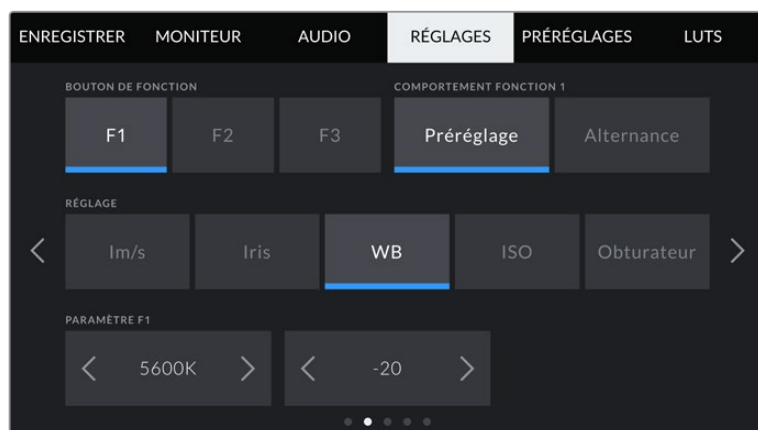 ENREGISTRER MONITEUR AUDIO RÉGLAGES PRÉRÉGLAGES LUTS
BOUTON DE FONCTION COMPORTEMENT FONCTION 1
F1 F2 F3 Préréglage Alternance
RÉGLAGE
Im/s Iris WB ISO Obturateur
PARAMÈTRE F1
5600K -20